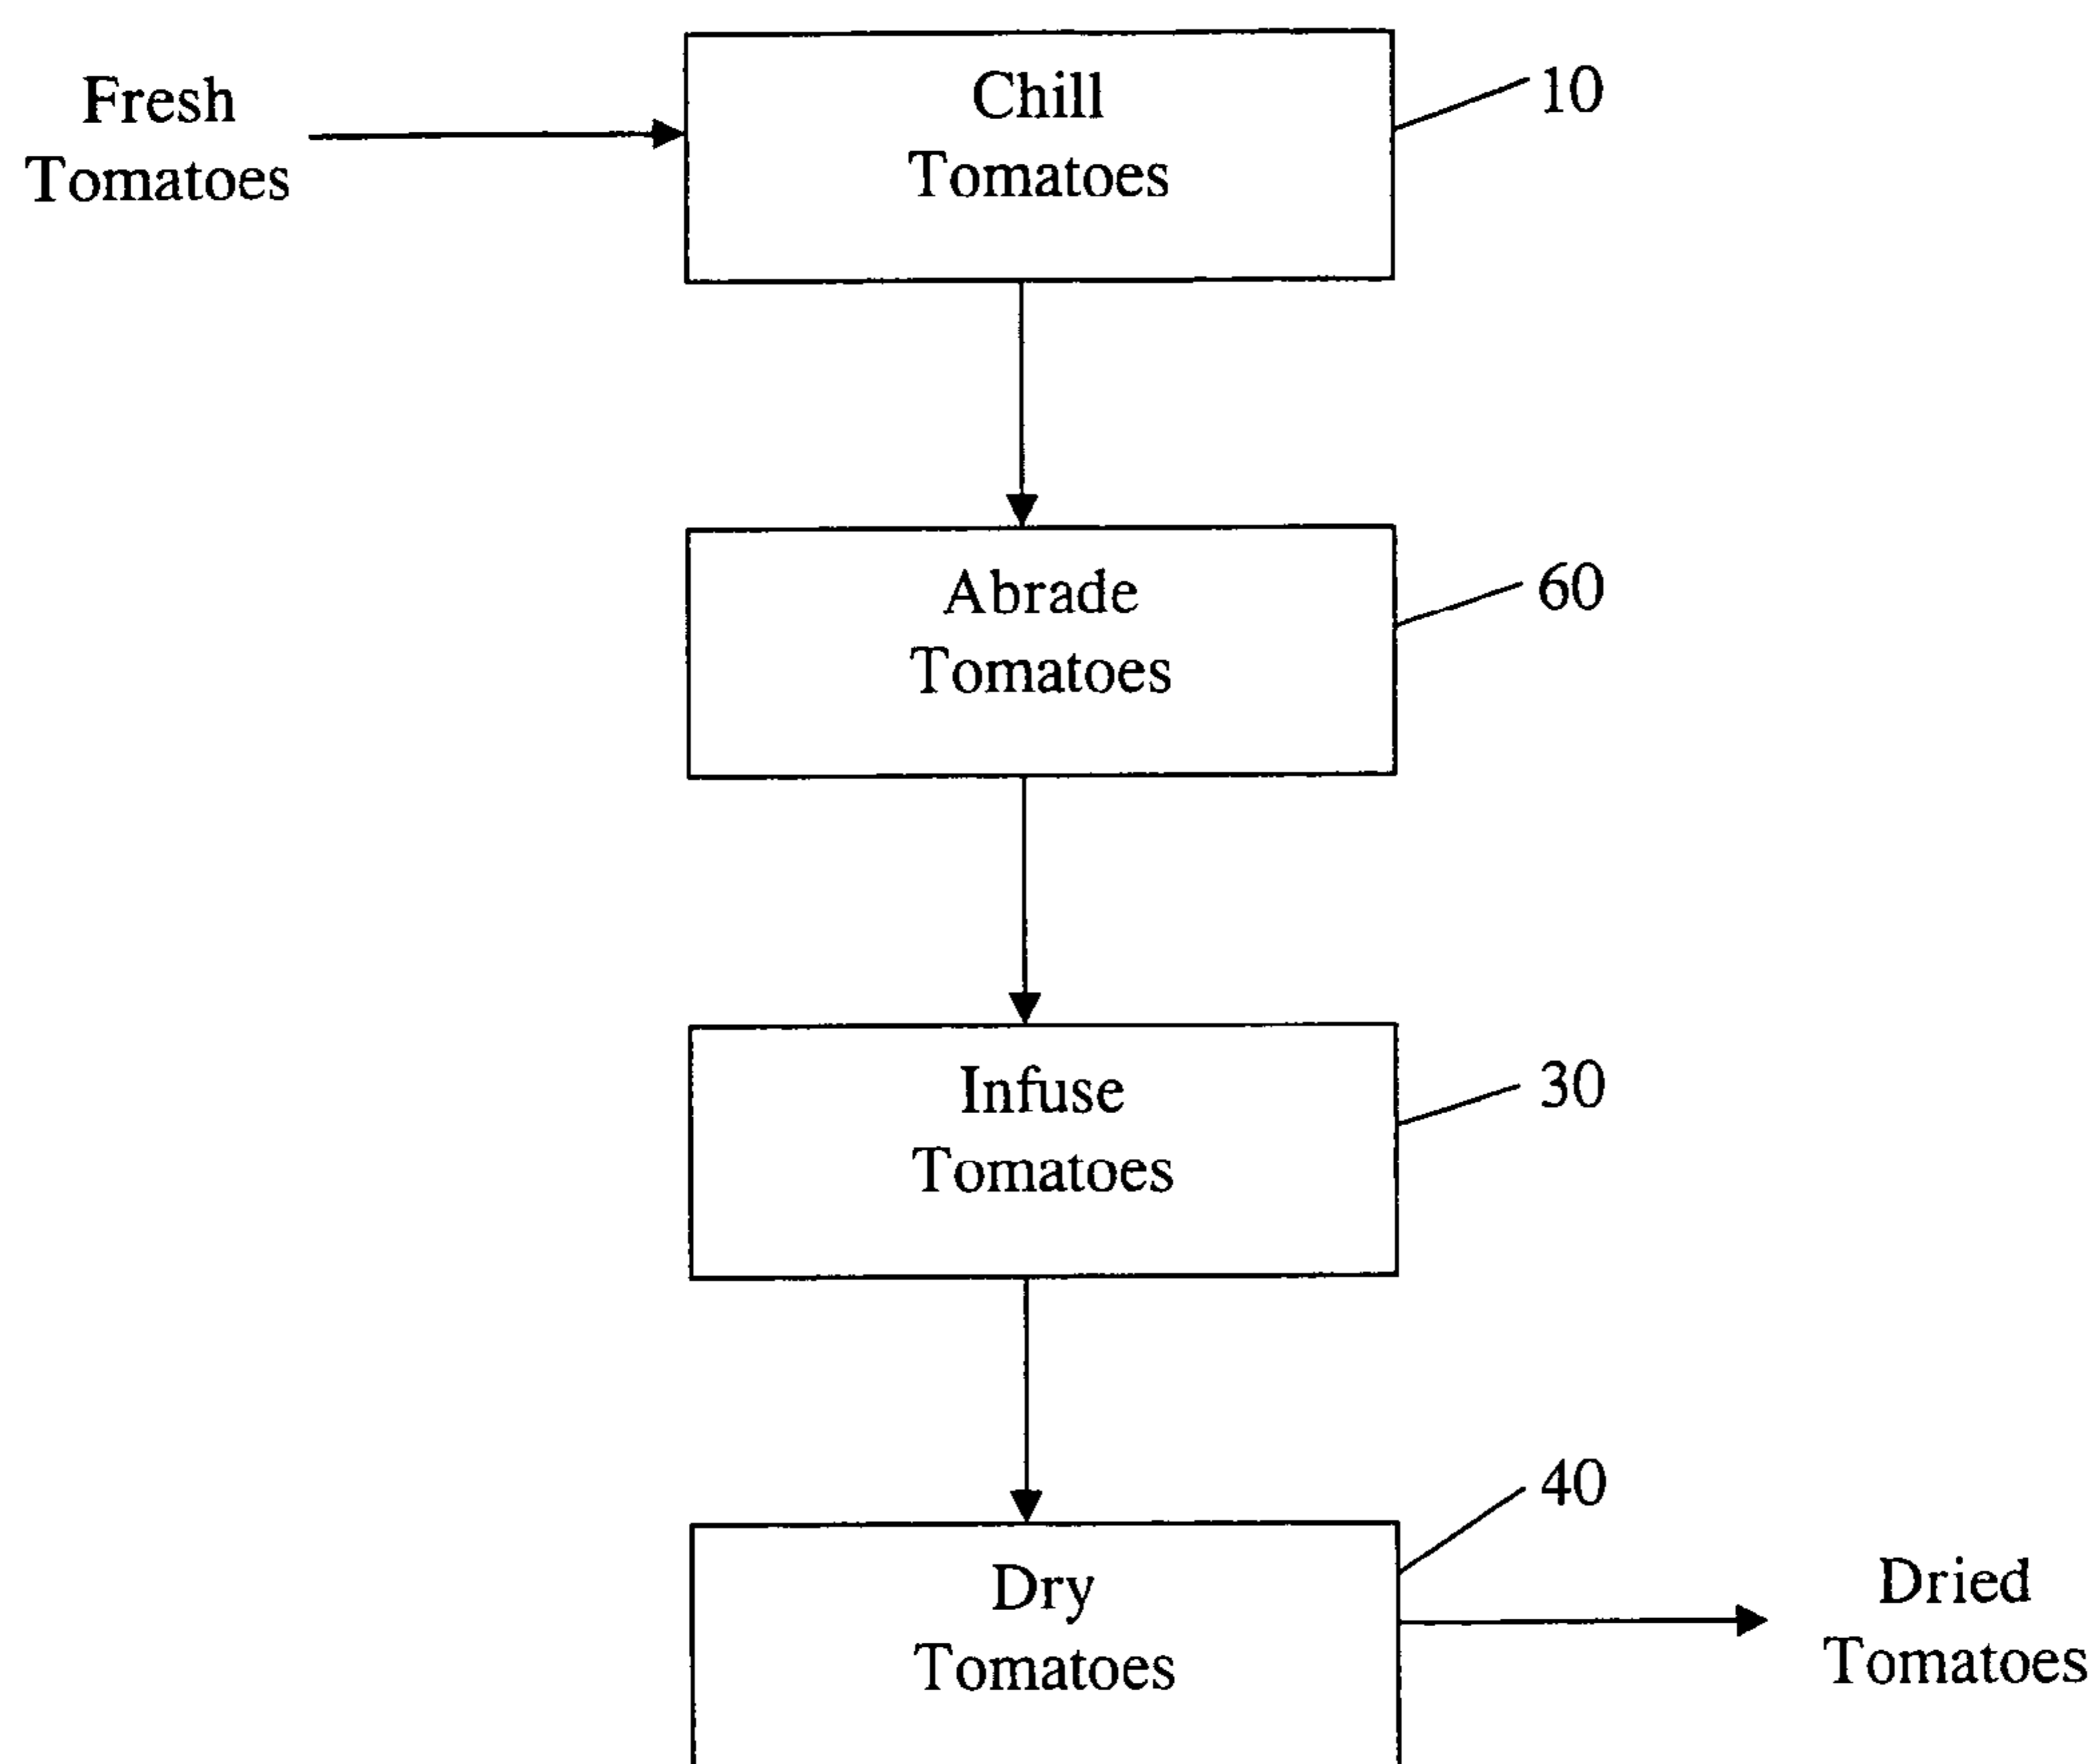 Fresh
Tomatoes
Chill
Tomatoes
10
Abrade
Tomatoes
60
Infuse
Tomatoes
30
Dry
Tomatoes
40
Dried
Tomatoes